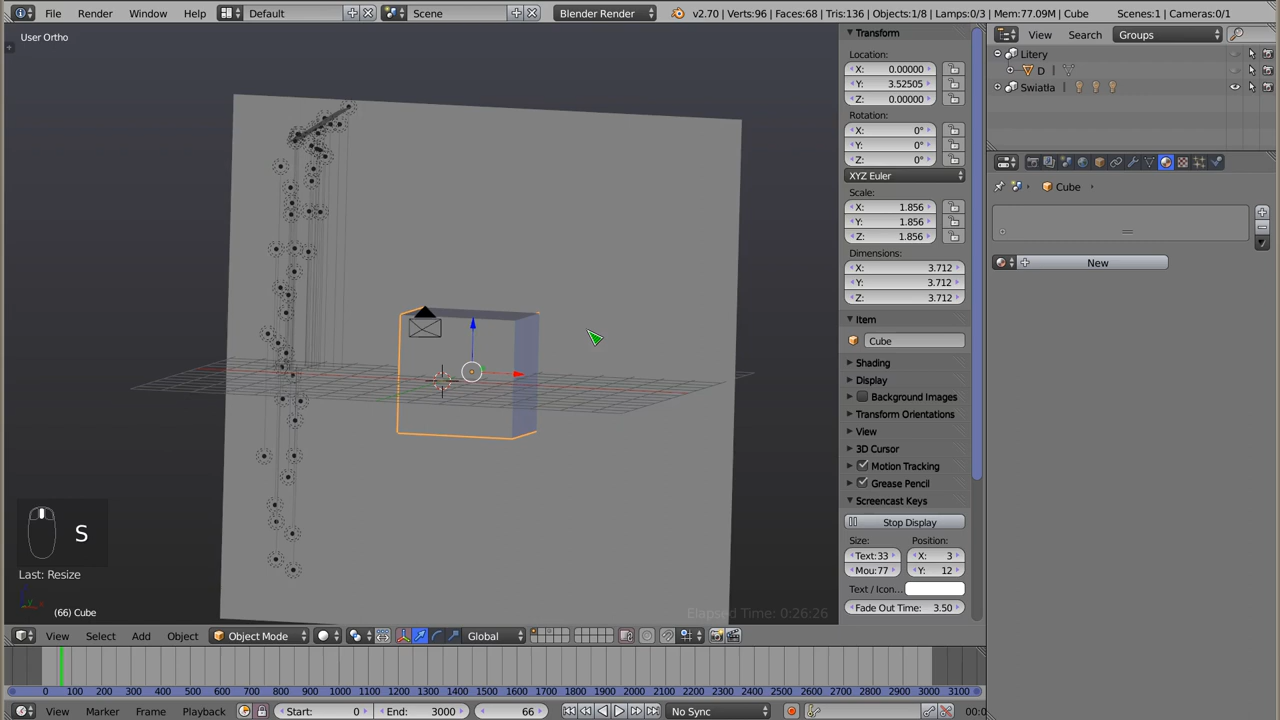 File Render Window Help Default Scene Blender Render v2.70 | Verts:96 | Faces:68 | Tris:136 | Objects:1/8 | Lamps:0/3 | Mem:77.09M | Cube Scenes:1 | Cameras:0/1
User Ortho
Transform
Location:
X: 0.00000
Y: 3.52505
Z: 0.00000
Rotation:
X: 0°
Y: 0°
Z: 0°
XYZ Euler
Scale:
X: 1.856
Y: 1.856
Z: 1.856
Dimensions:
X: 3.712
Y: 3.712
Z: 3.712
Item
Cube
Shading
Display
Background Images
Transform Orientations
View
3D Cursor
Motion Tracking
Grease Pencil
Screencast Keys
Stop Display
Size: Position:
Text:33 X: 3
Mou:77 Y: 12
Text / Icon...
Fade Out Time: 3.50
View Search Groups
Litery
D
Swiatła
Cube
New
S
Last: Resize
(66) Cube
Elapsed Time: 0:26:26
View Select Add Object Object Mode Global
0 100 200 300 400 500 600 700 800 900 1000 1100 1200 1300 1400 1500 1600 1700 1800 1900 2000 2100 2200 2300 2400 2500 2600 2700 2800 2900 3000 3100
View Marker Frame Playback Start: 0 End: 3000 66 No Sync 00:0